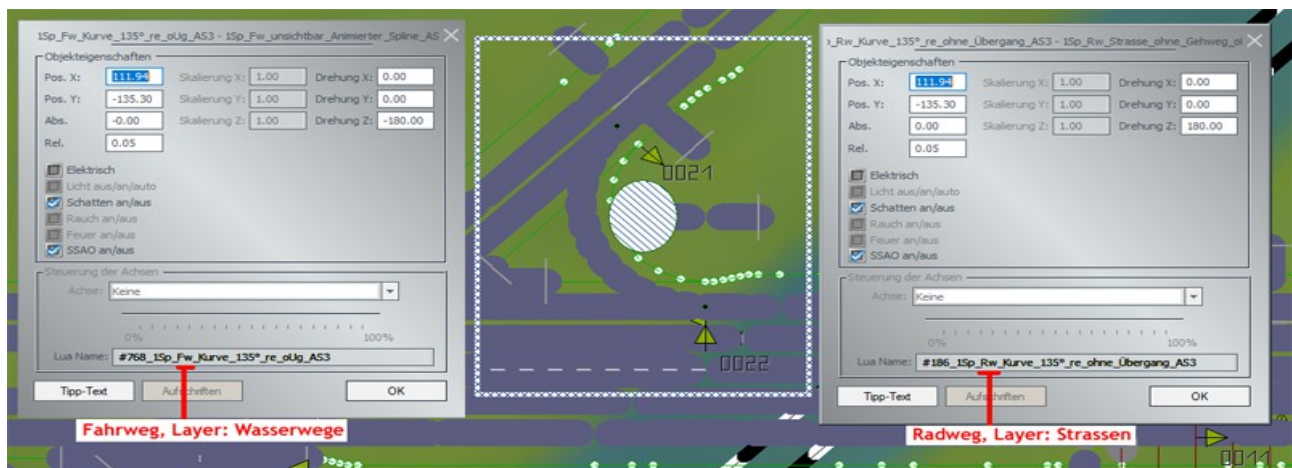 1Sp_Fw_Kurve_135°_re_oUg_AS3 - 1Sp_Fw_unsichtbar_Animierter_Spline_AS
Objekteigenschaften
Pos. X: 111.94 Skalierung X: 1.00 Drehung X: 0.00
Pos. Y: -135.30 Skalierung Y: 1.00 Drehung Y: 0.00
Abs. -0.00 Skalierung Z: 1.00 Drehung Z: -180.00
Rel. 0.05
Elektrisch
Licht aus/an/auto
Schatten an/aus
Rauch an/aus
Feuer an/aus
SSAO an/aus
Steuerung der Achsen
Achse: Keine
0% 100%
Lua Name: #768_1Sp_Fw_Kurve_135°_re_oUg_AS3
Tipp-Text Aufschriften OK
Fahrweg, Layer: Wasserwege
0021
0022
p_Rw_Kurve_135°_re_ohne_Übergang_AS3 - 1Sp_Rw_Strasse_ohne_Gehweg_ol
Objekteigenschaften
Pos. X: 111.94 Skalierung X: 1.00 Drehung X: 0.00
Pos. Y: -135.30 Skalierung Y: 1.00 Drehung Y: 0.00
Abs. 0.00 Skalierung Z: 1.00 Drehung Z: 180.00
Rel. 0.05
Elektrisch
Licht aus/an/auto
Schatten an/aus
Rauch an/aus
Feuer an/aus
SSAO an/aus
Steuerung der Achsen
Achse: Keine
0% 100%
Lua Name: #186_1Sp_Rw_Kurve_135°_re_ohne_Übergang_AS3
Tipp-Text Aufschriften OK
Radweg, Layer: Strassen
0011